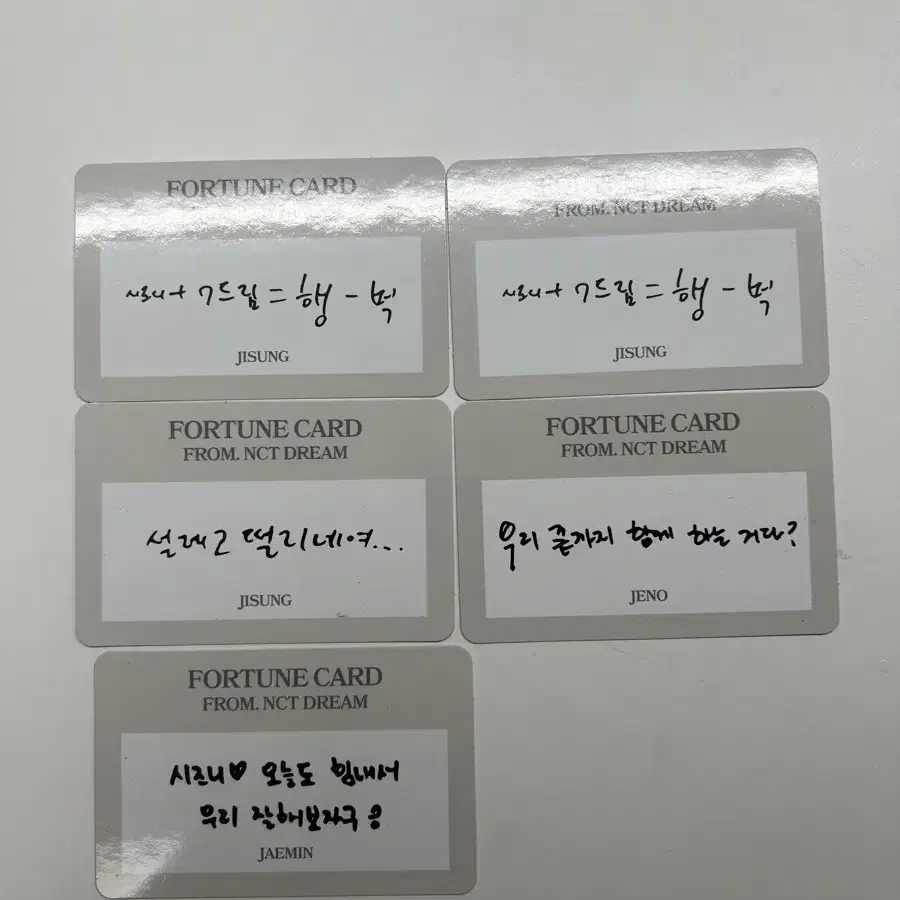 FORTUNE CARD
시즈니 + 7드림 = 행 - 벅
JISUNG
FROM. NCT DREAM
시즈니 + 7드림 = 행 - 벅
JISUNG
FORTUNE CARD
FROM. NCT DREAM
설레고 떨리네여...
JISUNG
FORTUNE CARD
FROM. NCT DREAM
우리 끝까지 함께 하는 거다?
JENO
FORTUNE CARD
FROM. NCT DREAM
시즈니♥ 오늘도 힘내서
우리 잘해보자구 응
JAEMIN